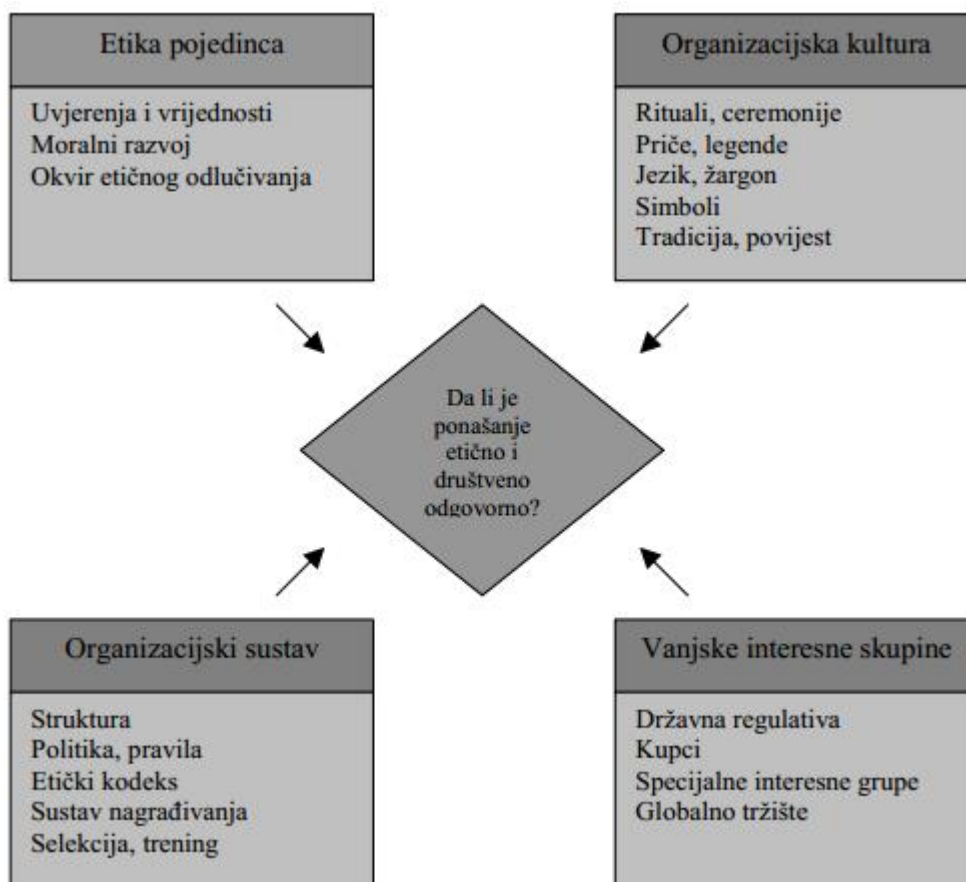 Etika pojedinca
Uvjerenja i vrijednosti
Moralni razvoj
Okvir etičnog odlučivanja
Organizacijska kultura
Rituali, ceremonije
Priče, legende
Jezik, žargon
Simboli
Tradicija, povijest
Da li je
ponašanje
etično i
društveno
odgovorno?
Organizacijski sustav
Struktura
Politika, pravila
Etički kodeks
Sustav nagrađivanja
Selekcija, trening
Vanjske interesne skupine
Državna regulativa
Kupci
Specijalne interesne grupe
Globalno tržište